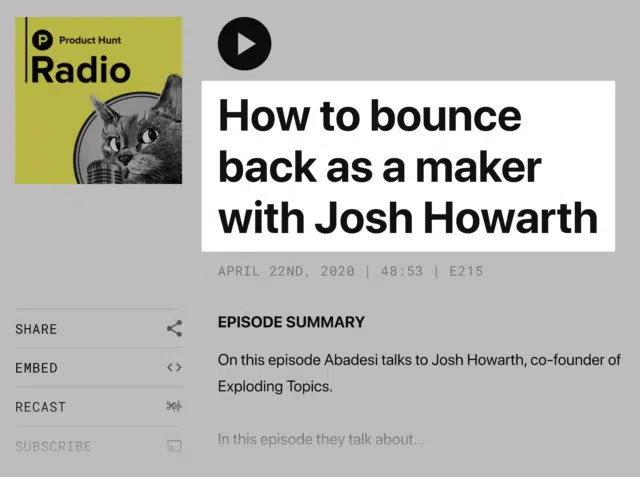 Product Hunt
Radio
How to bounce
back as a maker
with Josh Howarth
APRIL 22ND, 2020 | 48:53 | E215
SHARE
EMBED
RECAST
SUBSCRIBE
EPISODE SUMMARY
On this episode Abadesi talks to Josh Howarth, co-founder of
Exploding Topics.
In this episode they talk about...